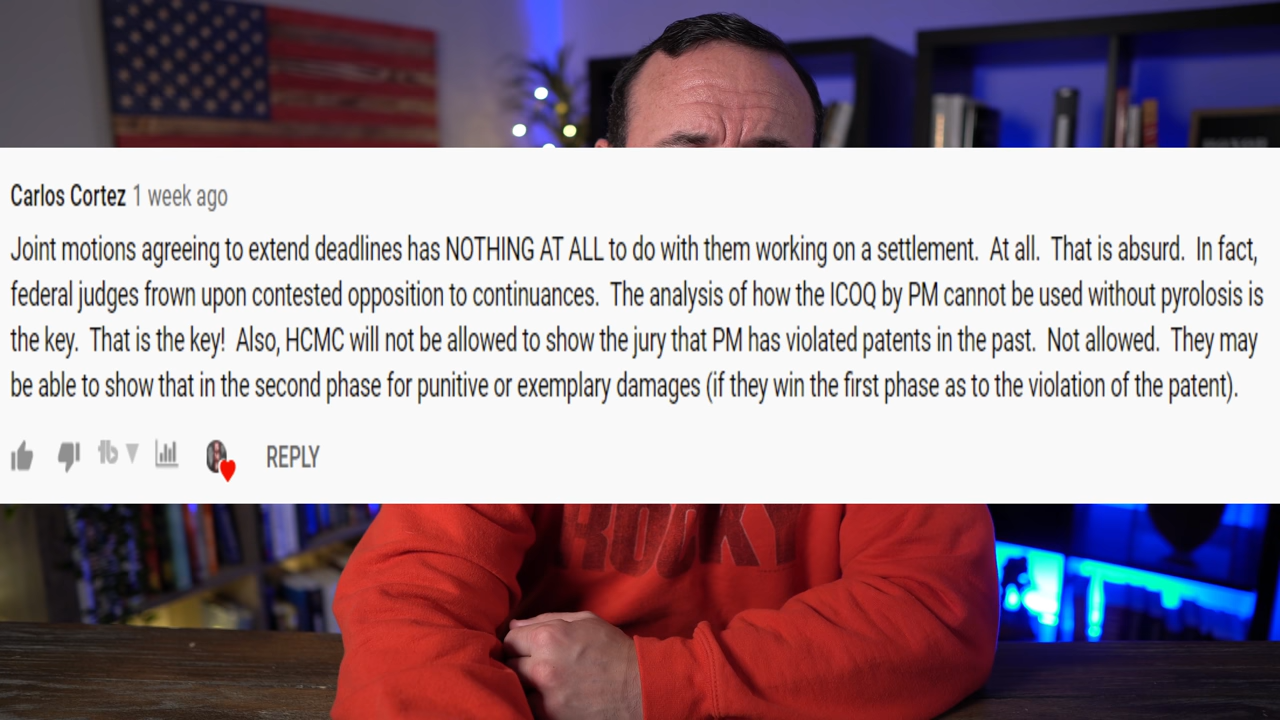 Carlos Cortez 1 week ago
Joint motions agreeing to extend deadlines has NOTHING AT ALL to do with them working on a settlement. At all. That is absurd. In fact,
federal judges frown upon contested opposition to continuances. The analysis of how the ICOQ by PM cannot be used without pyrolosis is
the key. That is the key! Also, HCMC will not be allowed to show the jury that PM has violated patents in the past. Not allowed. They may
be able to show that in the second phase for punitive or exemplary damages (if they win the first phase as to the violation of the patent).
REPLY
ROCKY